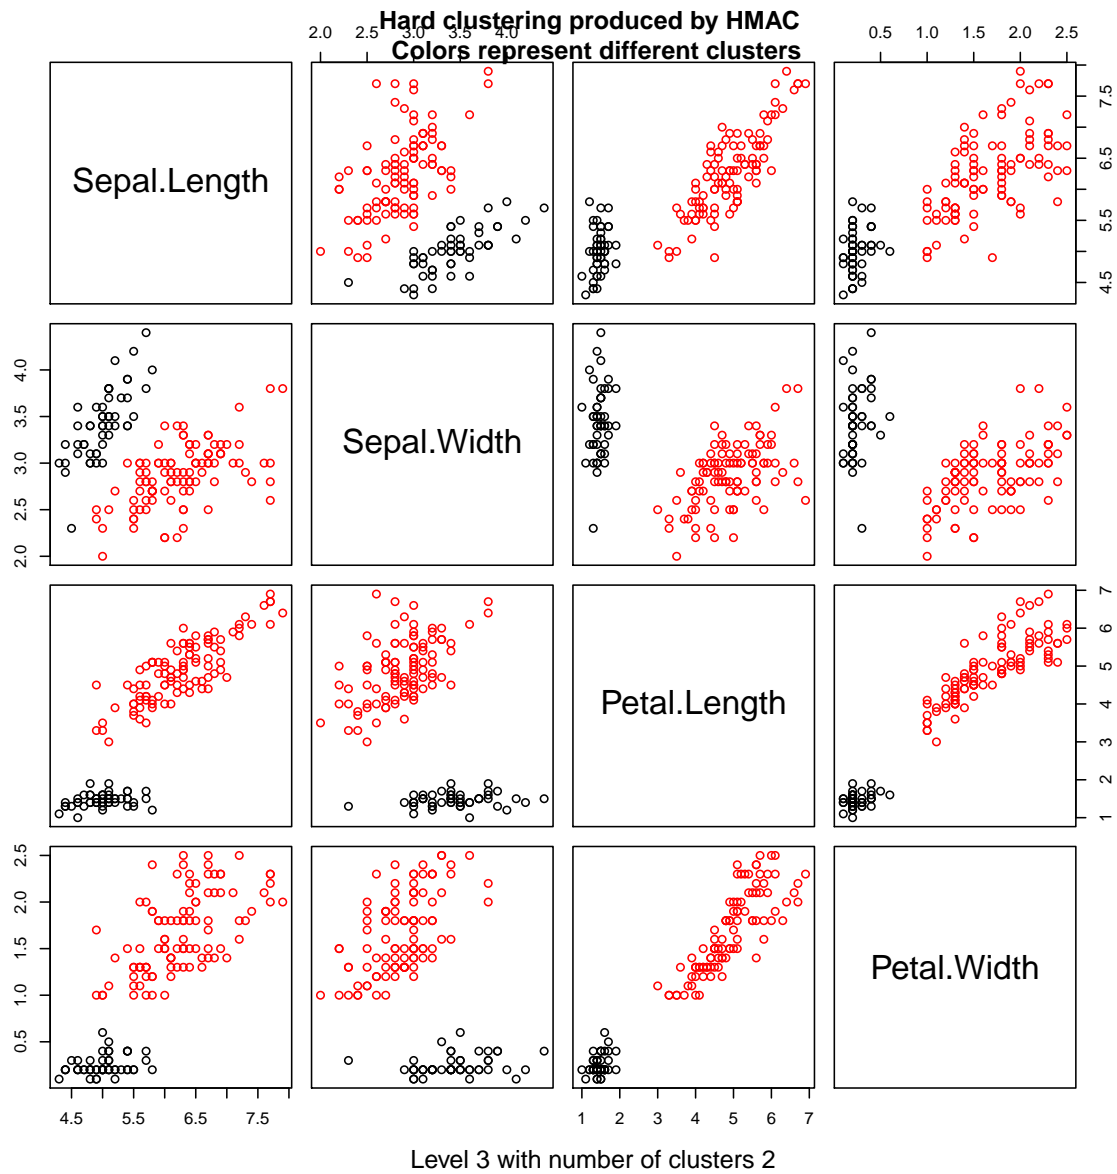 Hard clustering produced by HMAC
Colors represent different clusters
2.0 3.0 3.5 4.0
0.5 1.0 1.5 2.0 2.5
Sepal.Length
4.5 5.5 6.5 7.5
2.0 2.5 3.0 3.5 4.0
Sepal.Width
Petal.Length
1 2 3 4 5 6 7
0.5 1.0 1.5 2.0 2.5
Petal.Width
4.5 5.5 6.5 7.5
1 2 3 4 5 6 7
Level 3 with number of clusters 2